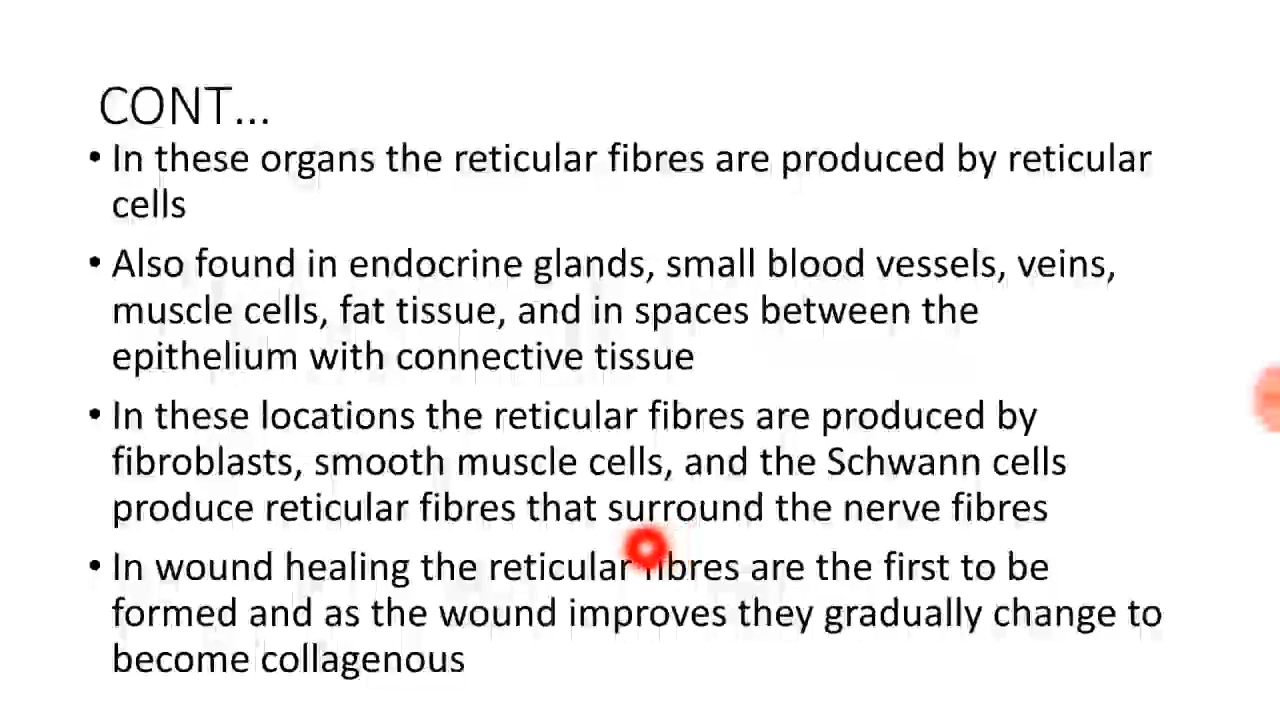 CONT...
• In these organs the reticular fibres are produced by reticular
cells
• Also found in endocrine glands, small blood vessels, veins,
muscle cells, fat tissue, and in spaces between the
epithelium with connective tissue
• In these locations the reticular fibres are produced by
fibroblasts, smooth muscle cells, and the Schwann cells
produce reticular fibres that surround the nerve fibres
• In wound healing the reticular fibres are the first to be
formed and as the wound improves they gradually change to
become collagenous